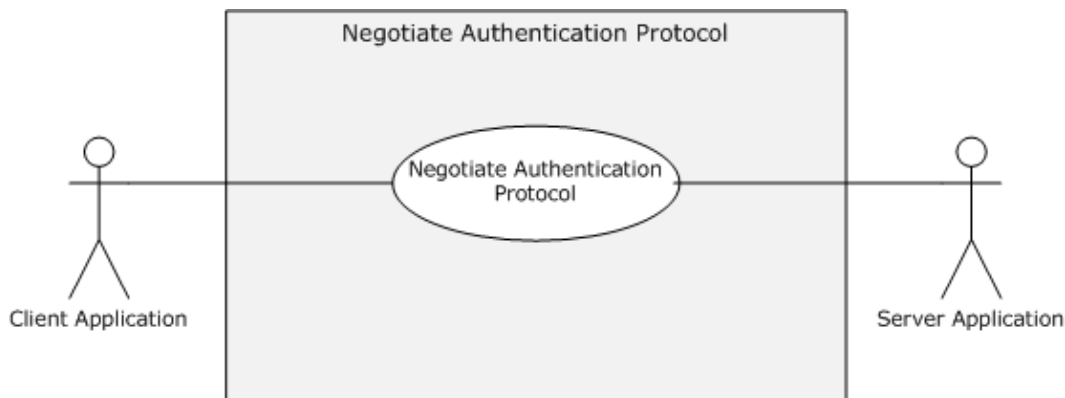 Negotiate Authentication Protocol
Negotiate Authentication
Protocol
Client Application
Server Application